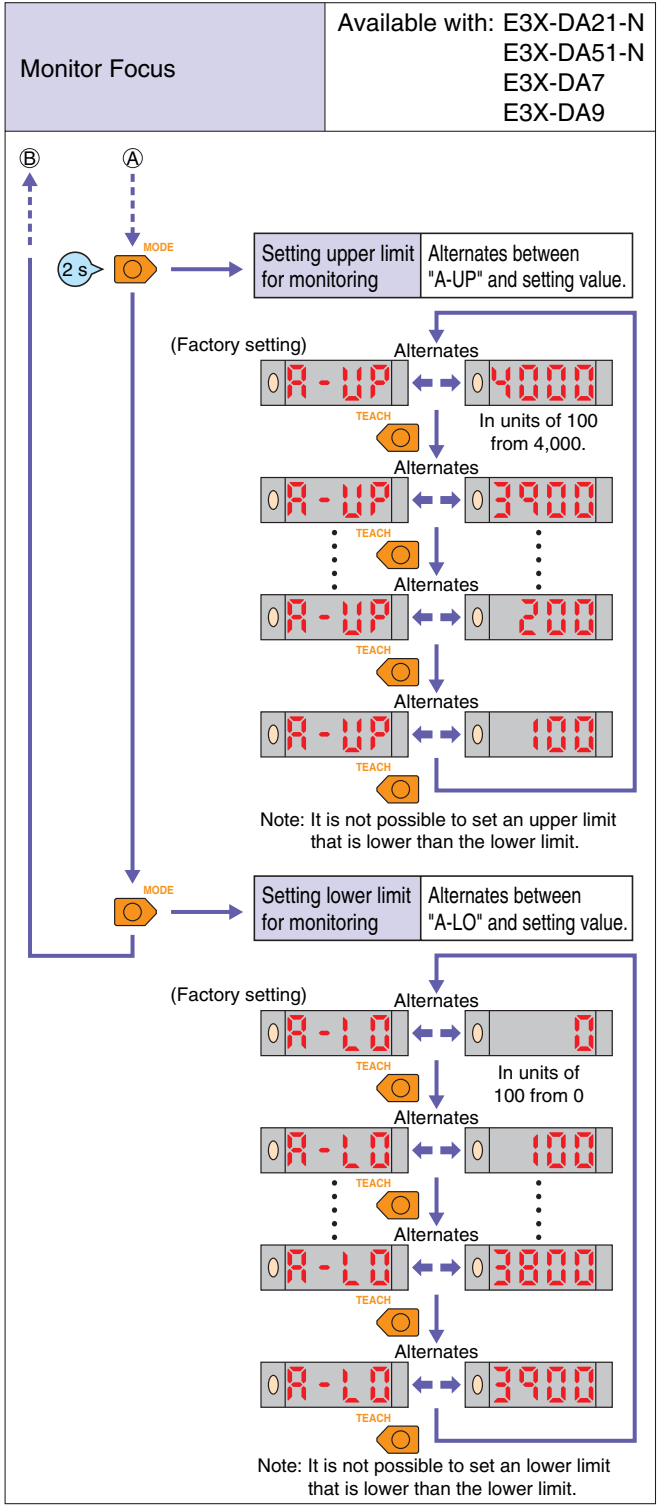 Monitor Focus
Available with: E3X-DA21-N
E3X-DA51-N
E3X-DA7
E3X-DA9
B
A
MODE
2 s
Setting upper limit
for monitoring
Alternates between
"A-UP" and setting value.
(Factory setting)
Alternates
A-UP
4000
TEACH
In units of 100
from 4,000.
Alternates
A-UP
3900
TEACH
Alternates
A-UP
200
TEACH
Alternates
A-UP
100
TEACH
Note: It is not possible to set an upper limit
that is lower than the lower limit.
MODE
Setting lower limit
for monitoring
Alternates between
"A-LO" and setting value.
(Factory setting)
Alternates
A-LO
0
TEACH
In units of
100 from 0
Alternates
A-LO
100
TEACH
Alternates
A-LO
3800
TEACH
Alternates
A-LO
3900
TEACH
Note: It is not possible to set an lower limit
that is lower than the lower limit.